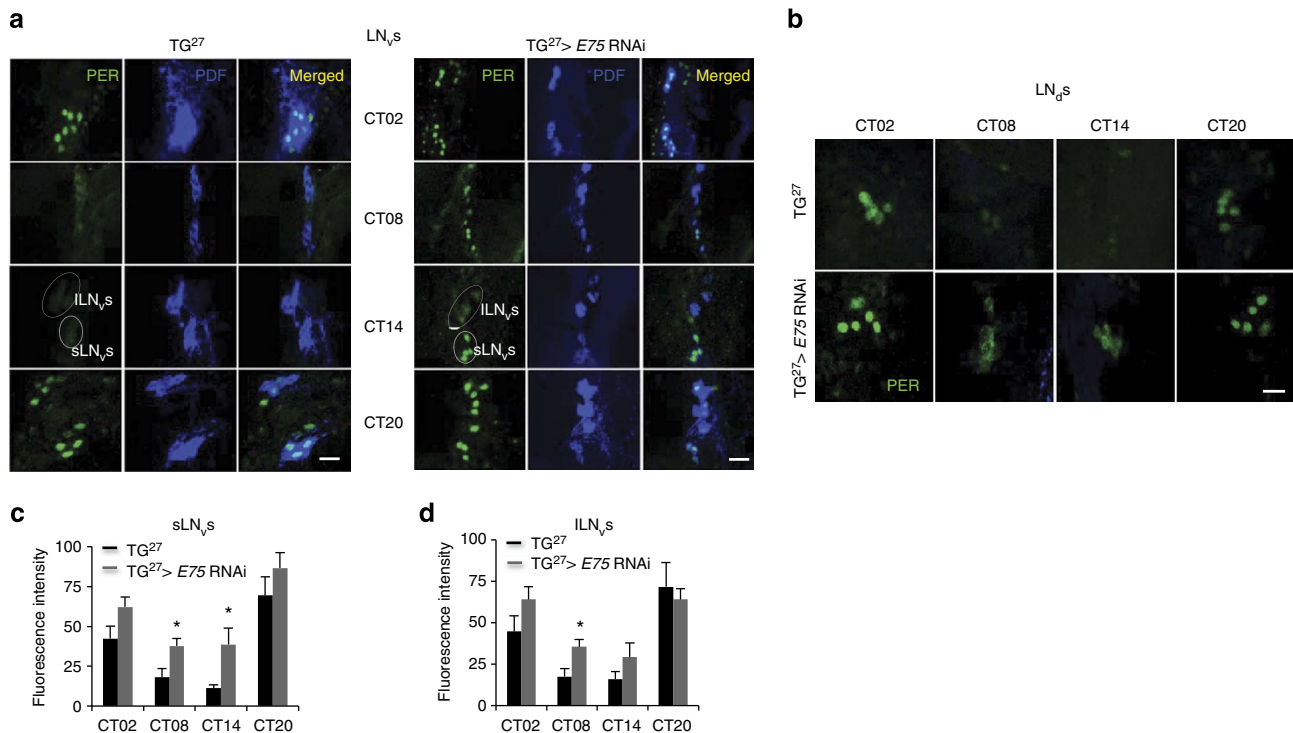 a
TG27
LNvs
TG27> E75 RNAi
PER PDF Merged
PER PDF Merged
CT02
CT08
lLNvs
sLNvs
CT14
lLNvs
sLNvs
CT20
b
LNds
CT02 CT08 CT14 CT20
TG27
TG27> E75 RNAi
PER
c
sLNvs
TG27
TG27> E75 RNAi
Fluorescence intensity
100
75
50
25
0
* *
CT02 CT08 CT14 CT20
d
lLNvs
TG27
TG27> E75 RNAi
Fluorescence intensity
100
75
50
25
0
*
CT02 CT08 CT14 CT20